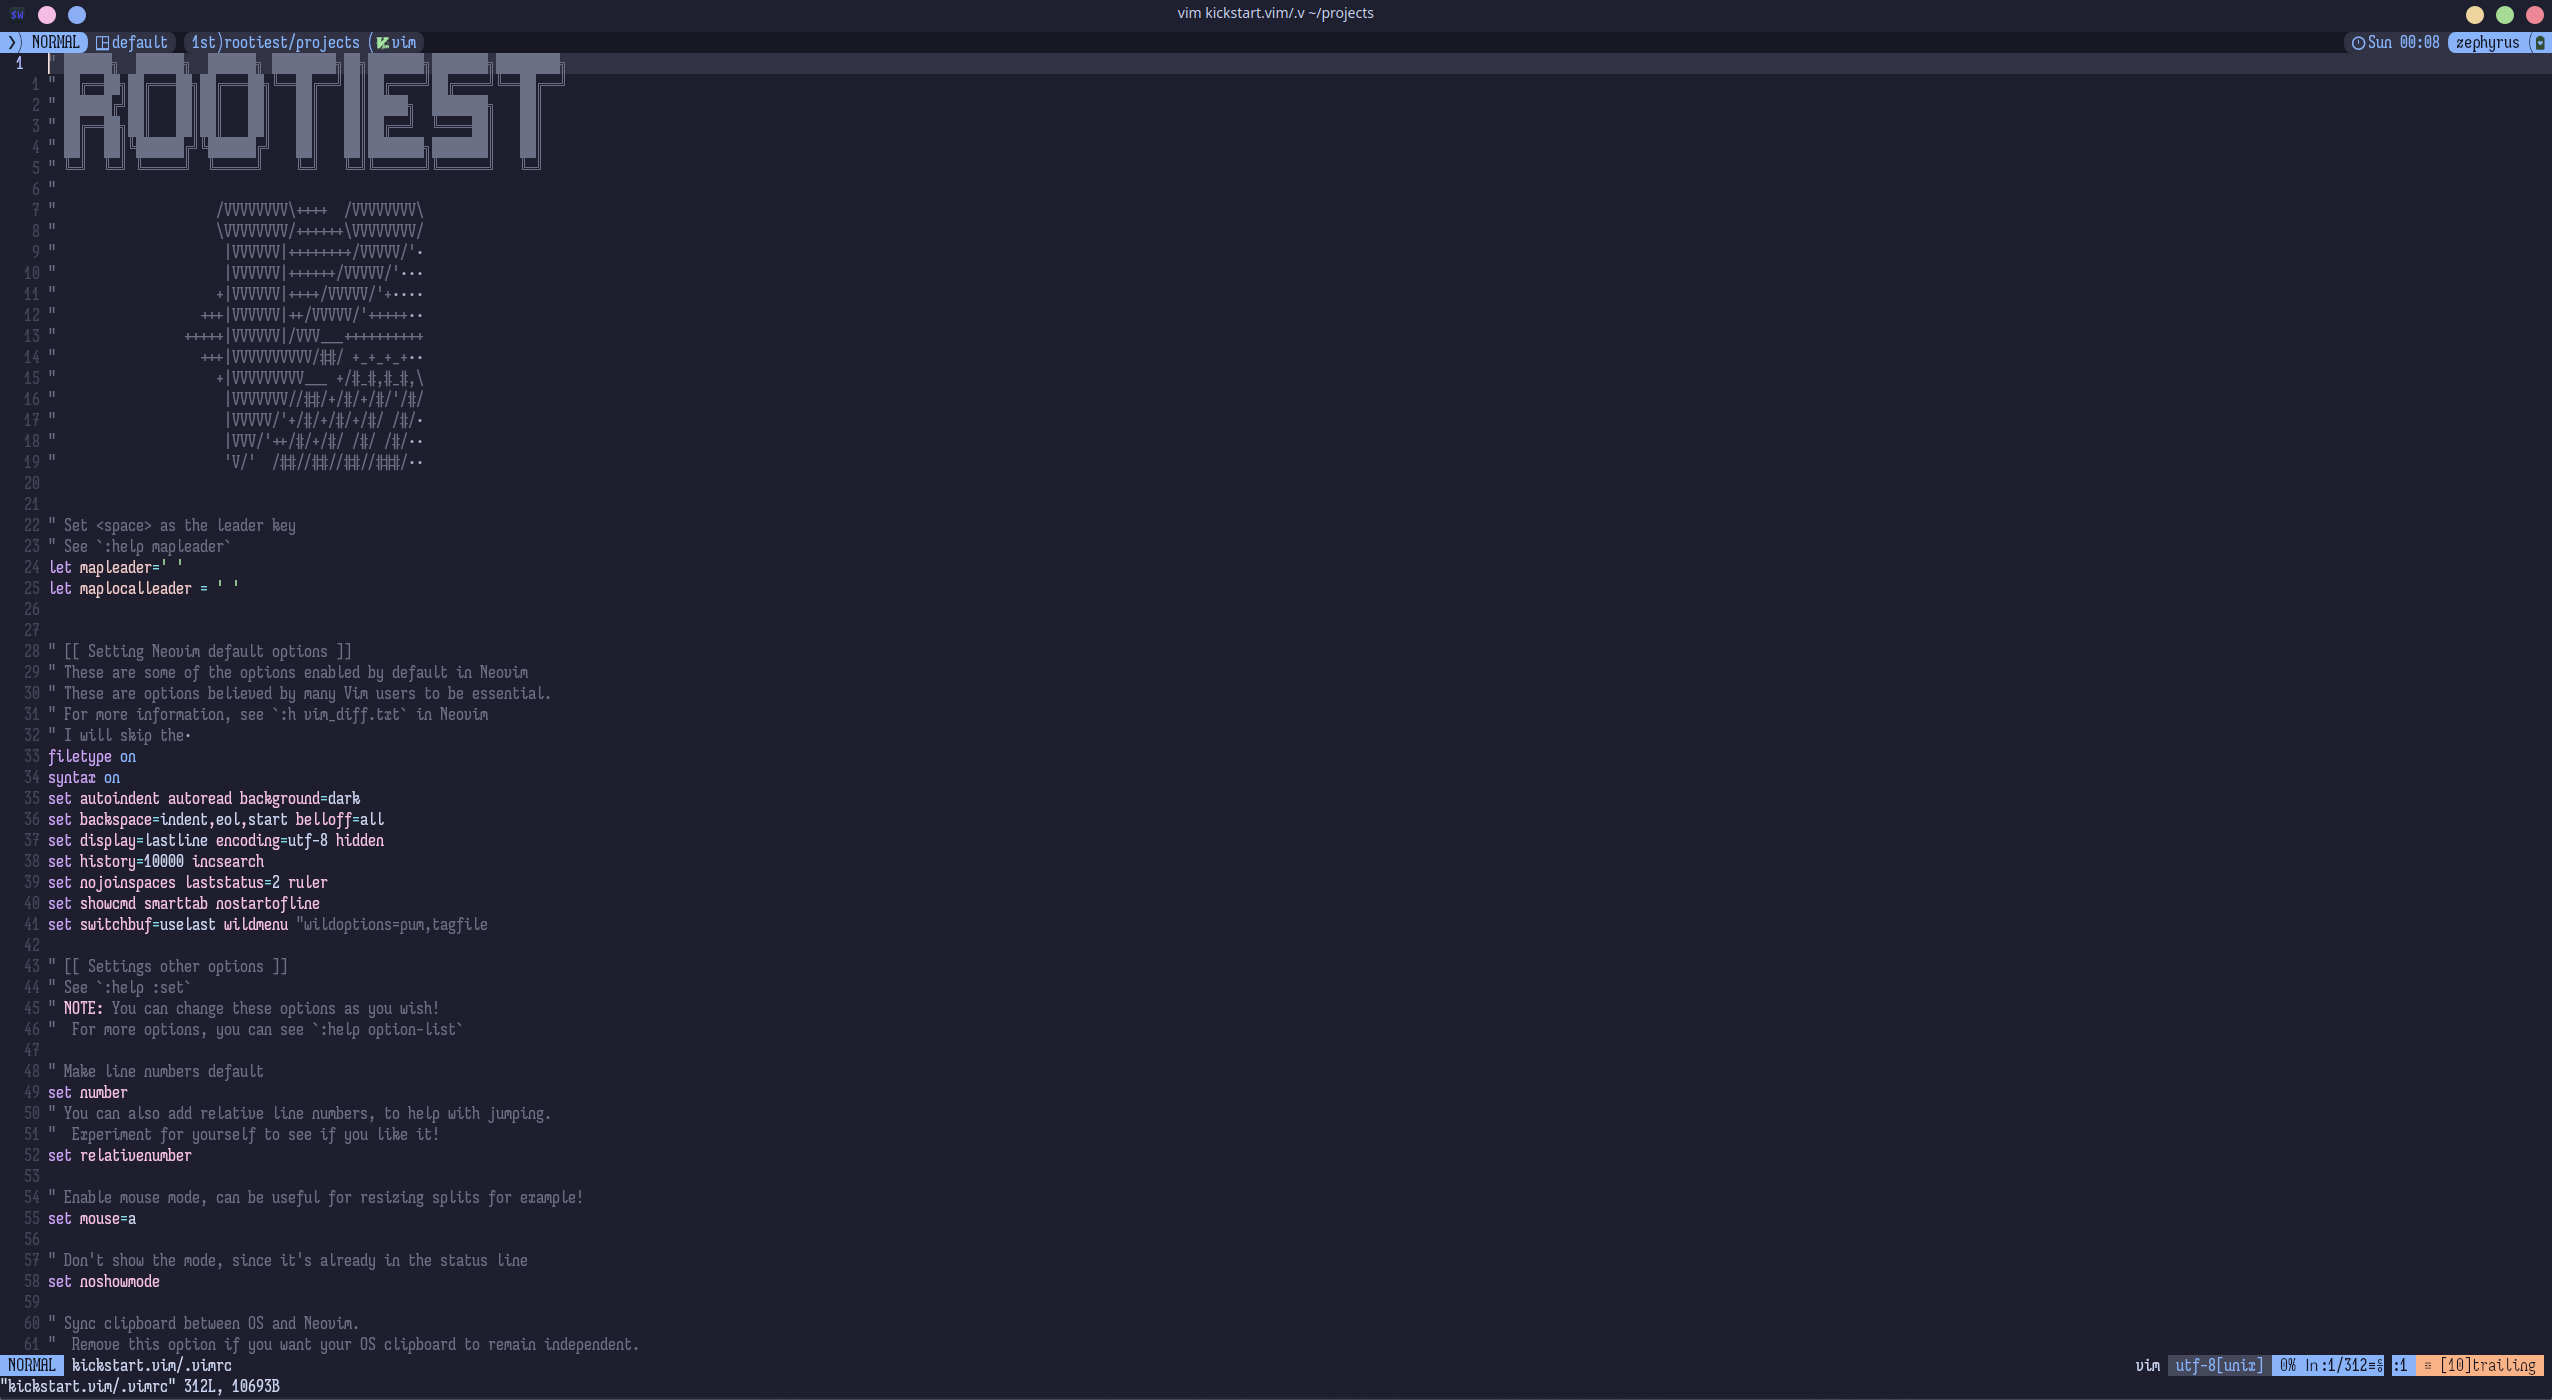 vim kickstart.vim/.v ~/projects
NORMAL default 1st)rootiest/projects (vim Sun 00:08 zephyrus
1 " ROOTIEST
1 "
2 "
3 "
4 "
5 "
6 "
7 " /VVVVVVVV\++++  /VVVVVVVV\
8 " \VVVVVVVV/++++++\VVVVVVVV/
9 " |VVVVVV|++++++++/VVVVV/'·
10 " |VVVVVV|++++++/VVVVV/'···
11 " +|VVVVVV|++++/VVVVV/'+····
12 " +++|VVVVVV|++/VVVVV/'+++++··
13 " +++++|VVVVVV|/VVV___++++++++++
14 " +++|VVVVVVVVVV/##/ +_+_+_+··
15 " +|VVVVVVVVV___ +/#_#,#_#,\
16 " |VVVVVVV//##/+/#/+/#/'/#/
17 " |VVVVV/'+/#/+/#/+/#/ /#/·
18 " |VVV/'++/#/+/#/ /#/ /#/··
19 " 'V/'  /##//##//##//###/··
20
21
22 " Set <space> as the leader key
23 " See `:help mapleader`
24 let mapleader=' '
25 let maplocalleader = ' '
26
27
28 " [[ Setting Neovim default options ]]
29 " These are some of the options enabled by default in Neovim
30 " These are options believed by many Vim users to be essential.
31 " For more information, see `:h vim_diff.txt` in Neovim
32 " I will skip the·
33 filetype on
34 syntax on
35 set autoindent autoread background=dark
36 set backspace=indent,eol,start belloff=all
37 set display=lastline encoding=utf-8 hidden
38 set history=10000 incsearch
39 set nojoinspaces laststatus=2 ruler
40 set showcmd smarttab nostartofline
41 set switchbuf=uselast wildmenu "wildoptions=pum,tagfile
42
43 " [[ Settings other options ]]
44 " See `:help :set`
45 " NOTE: You can change these options as you wish!
46 "  For more options, you can see `:help option-list`
47
48 " Make line numbers default
49 set number
50 " You can also add relative line numbers, to help with jumping.
51 "  Experiment for yourself to see if you like it!
52 set relativenumber
53
54 " Enable mouse mode, can be useful for resizing splits for example!
55 set mouse=a
56
57 " Don't show the mode, since it's already in the status line
58 set noshowmode
59
60 " Sync clipboard between OS and Neovim.
61 "  Remove this option if you want your OS clipboard to remain independent.
NORMAL kickstart.vim/.vimrc vim utf-8[unix] 0% ln:1/312 :1 [10]trailing
"kickstart.vim/.vimrc" 312L, 10693B